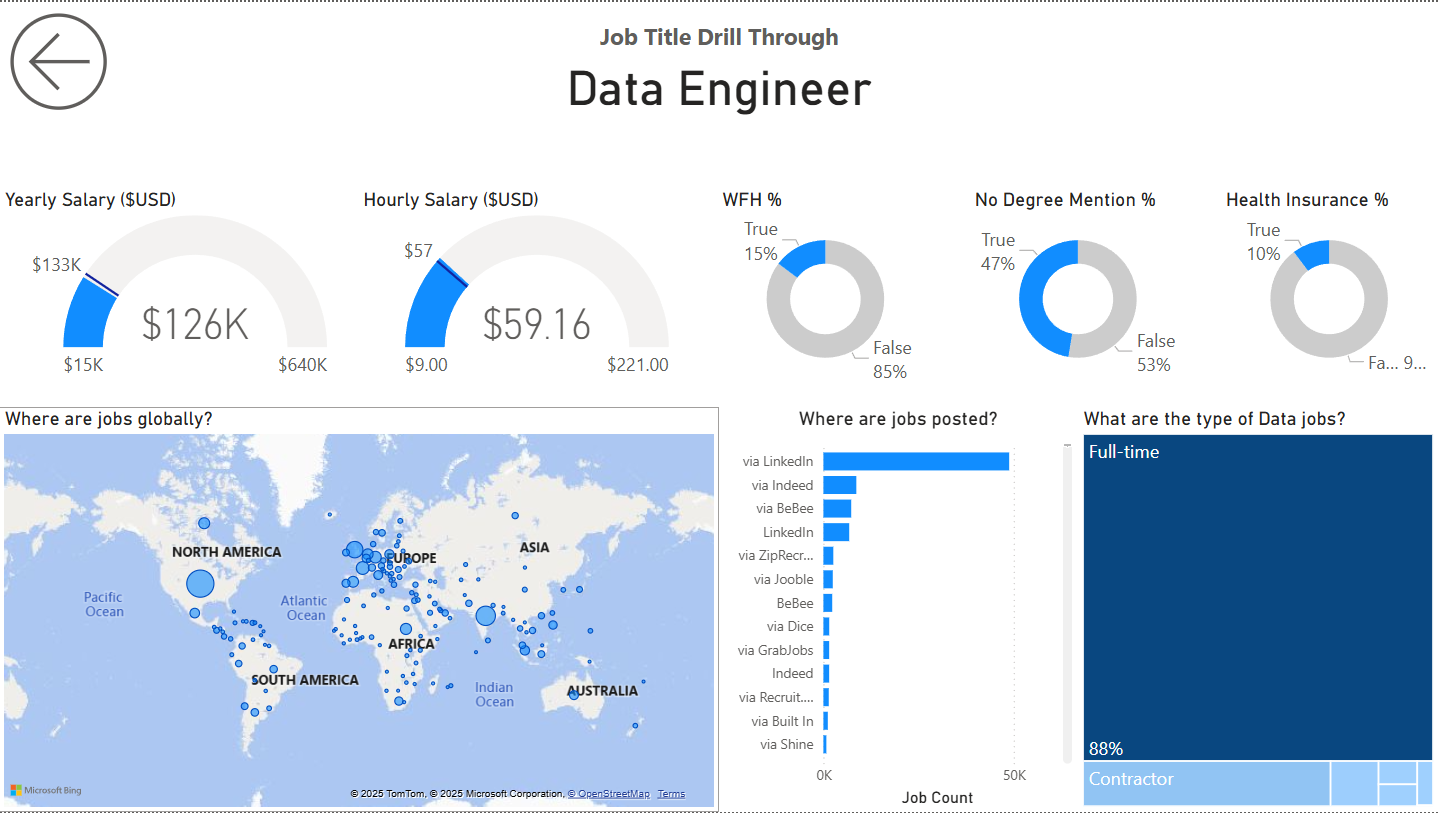 Job Title Drill Through
Data Engineer
Yearly Salary ($USD)
$133K
$126K
$15K
$640K
Hourly Salary ($USD)
$57
$59.16
$9.00
$221.00
WFH %
True
15%
False
85%
No Degree Mention %
True
47%
False
53%
Health Insurance %
True
10%
Fa... 9...
Where are jobs globally?
NORTH AMERICA
EUROPE
ASIA
Pacific
Ocean
Atlantic
Ocean
AFRICA
SOUTH AMERICA
Indian
Ocean
AUSTRALIA
Microsoft Bing
© 2025 TomTom, © 2025 Microsoft Corporation, © OpenStreetMap Terms
Where are jobs posted?
via LinkedIn
via Indeed
via BeBee
LinkedIn
via ZipRecr...
via Jooble
BeBee
via Dice
via GrabJobs
Indeed
via Recruit....
via Built In
via Shine
0K
50K
Job Count
What are the type of Data jobs?
Full-time
88%
Contractor